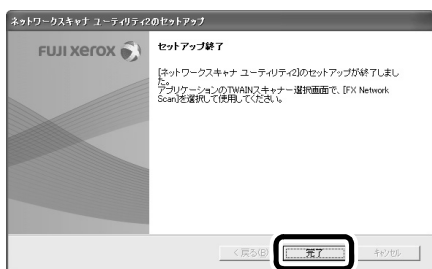 ネットワークスキャナ ユーティリティ2のセットアップ
FUJI XEROX
セットアップ終了
[ネットワークスキャナ ユーティリティ2]のセットアップが終了しまし
た。
アプリケーションのTWAINスキャナー選択画面で、[FX Network
Scan]を選択して使用してください。
< 戻る(B)
完了
キャンセル